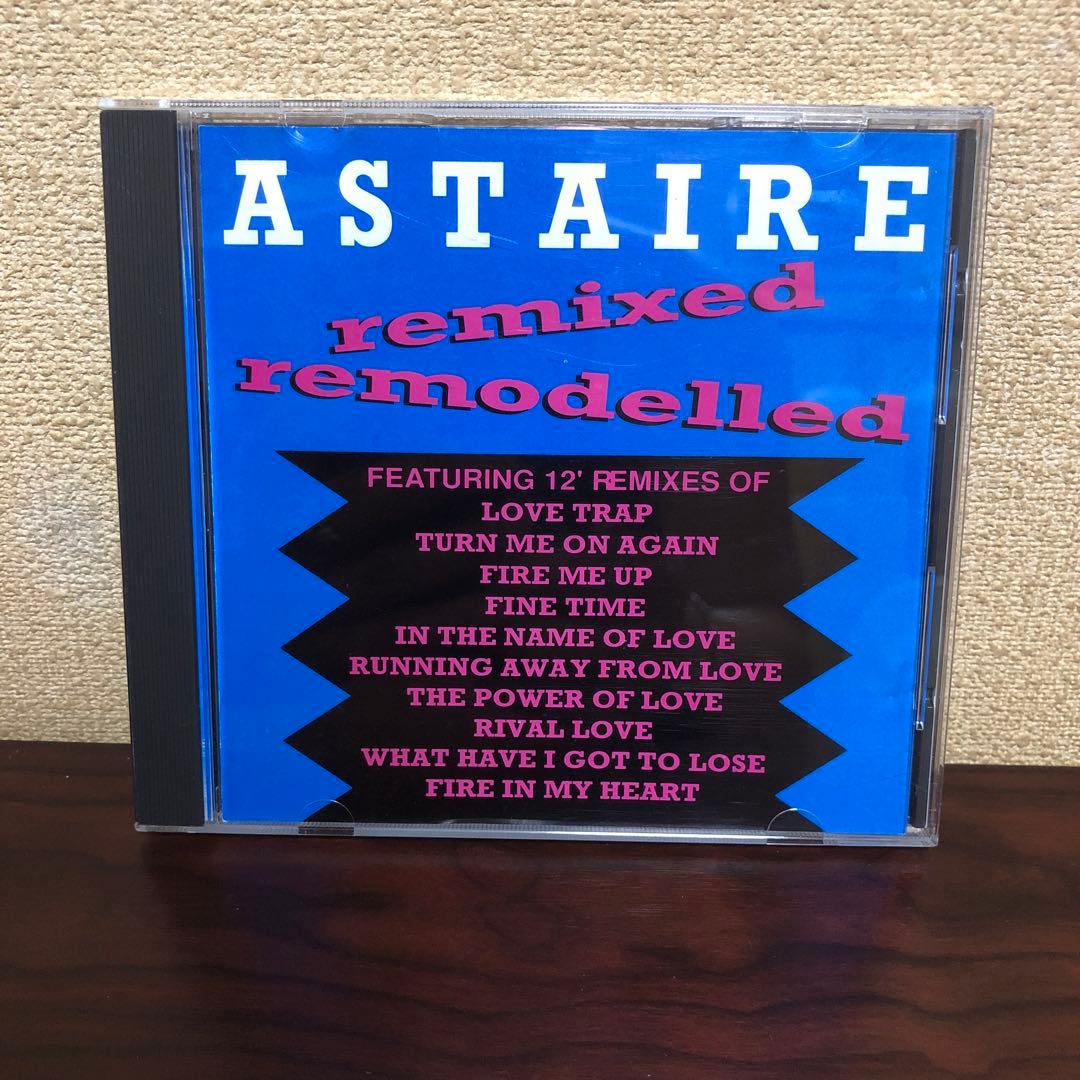 ASTAIRE
remixed
remodelled
FEATURING 12' REMIXES OF
LOVE TRAP
TURN ME ON AGAIN
FIRE ME UP
FINE TIME
IN THE NAME OF LOVE
RUNNING AWAY FROM LOVE
THE POWER OF LOVE
RIVAL LOVE
WHAT HAVE I GOT TO LOSE
FIRE IN MY HEART